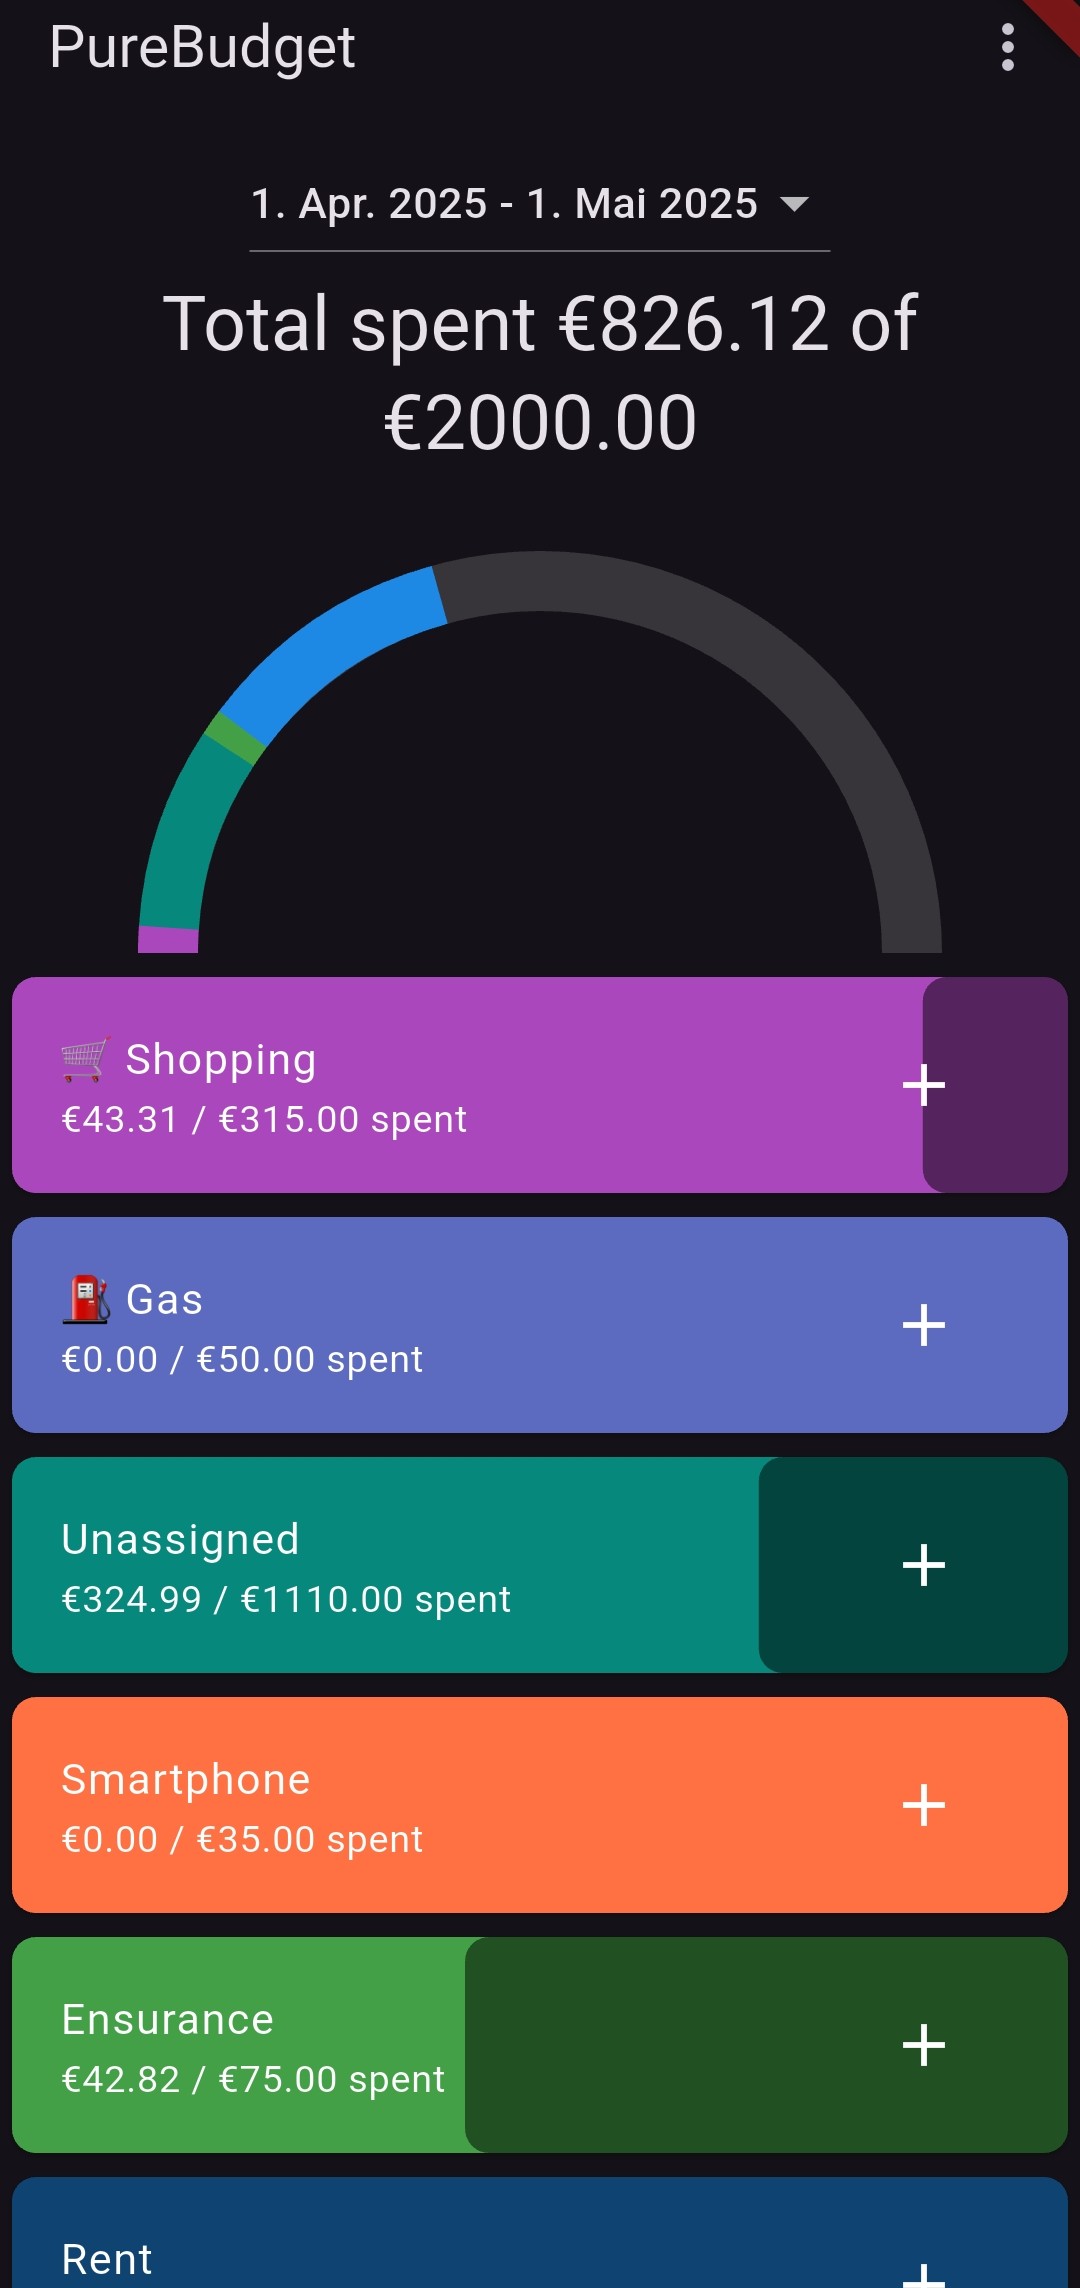 PureBudget
1. Apr. 2025 - 1. Mai 2025
Total spent €826.12 of
€2000.00
🛒 Shopping
€43.31 / €315.00 spent
⛽ Gas
€0.00 / €50.00 spent
Unassigned
€324.99 / €1110.00 spent
Smartphone
€0.00 / €35.00 spent
Ensurance
€42.82 / €75.00 spent
Rent